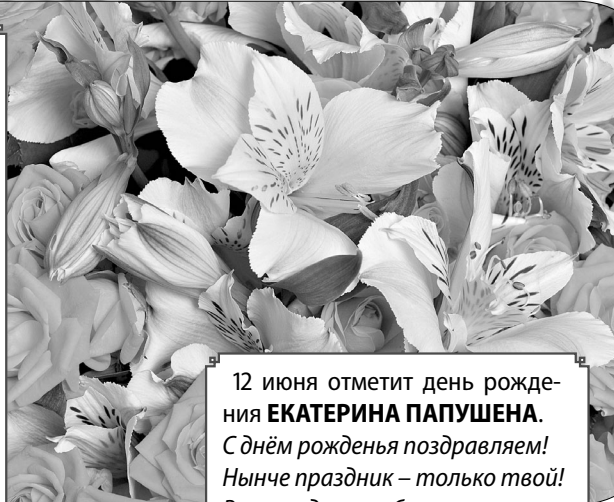 12 июня отметит день рожде-
ния ЕКАТЕРИНА ПАПУШЕНА.
С днём рожденья поздравляем!
Нынче праздник – только твой!